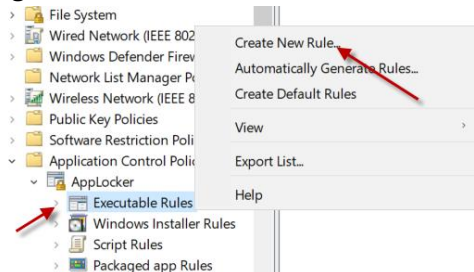 File System
Wired Network (IEEE 802
Windows Defender Firew
Network List Manager Po
Wireless Network (IEEE 8
Public Key Policies
Software Restriction Poli
Application Control Polic
AppLocker
Executable Rules
Windows Installer Rules
Script Rules
Packaged app Rules
Create New Rule...
Automatically Generate Rules...
Create Default Rules
View
Export List...
Help